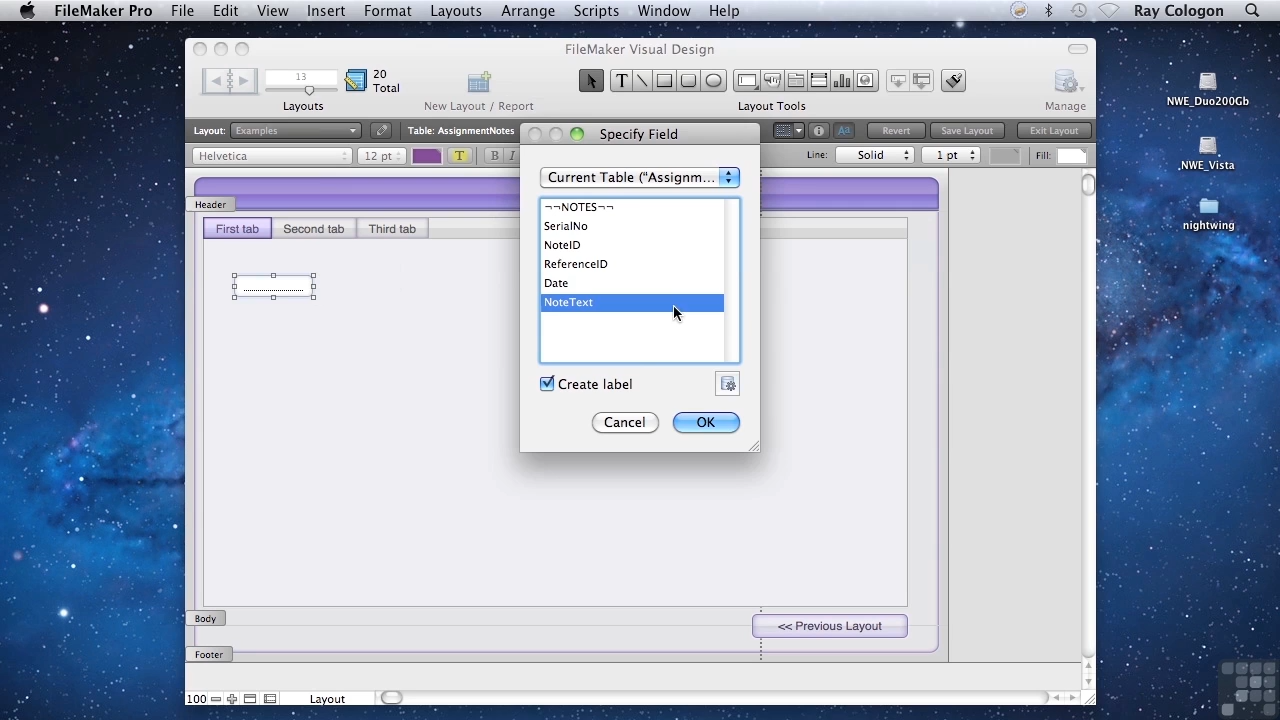 FileMaker Pro File Edit View Insert Format Layouts Arrange Scripts Window Help Ray Cologon
FileMaker Visual Design
13
20
Total
Layouts
New Layout / Report
Layout Tools
Manage
Layout: Examples Table: AssignmentNotes
Revert Save Layout Exit Layout
Helvetica 12 pt B I
Line: Solid 1 pt Fill:
Specify Field
Current Table ("Assignm...
¬¬NOTES¬¬
SerialNo
NoteID
ReferenceID
Date
NoteText
Create label
Cancel OK
Header
First tab Second tab Third tab
<< Previous Layout
Body
Footer
100 Layout
NWE_Duo200Gb
NWE_Vista
nightwing